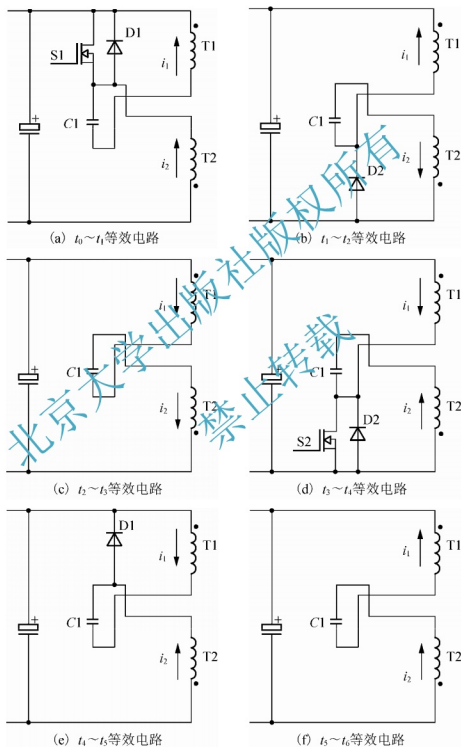 S1
D1
T1
i1
C1
+
i2
T2
(a) t0～t1等效电路
T1
i1
C1
+
i2
T2
D2
(b) t1～t2等效电路
T1
i1
C1
+
i2
T2
(c) t2～t3等效电路
T1
i1
C1
+
i2
T2
S2
D2
(d) t3～t4等效电路
D1
T1
i1
C1
+
i2
T2
(e) t4～t5等效电路
T1
i1
C1
+
i2
T2
(f) t5～t6等效电路
北京大学出版社版权所有
禁止转载